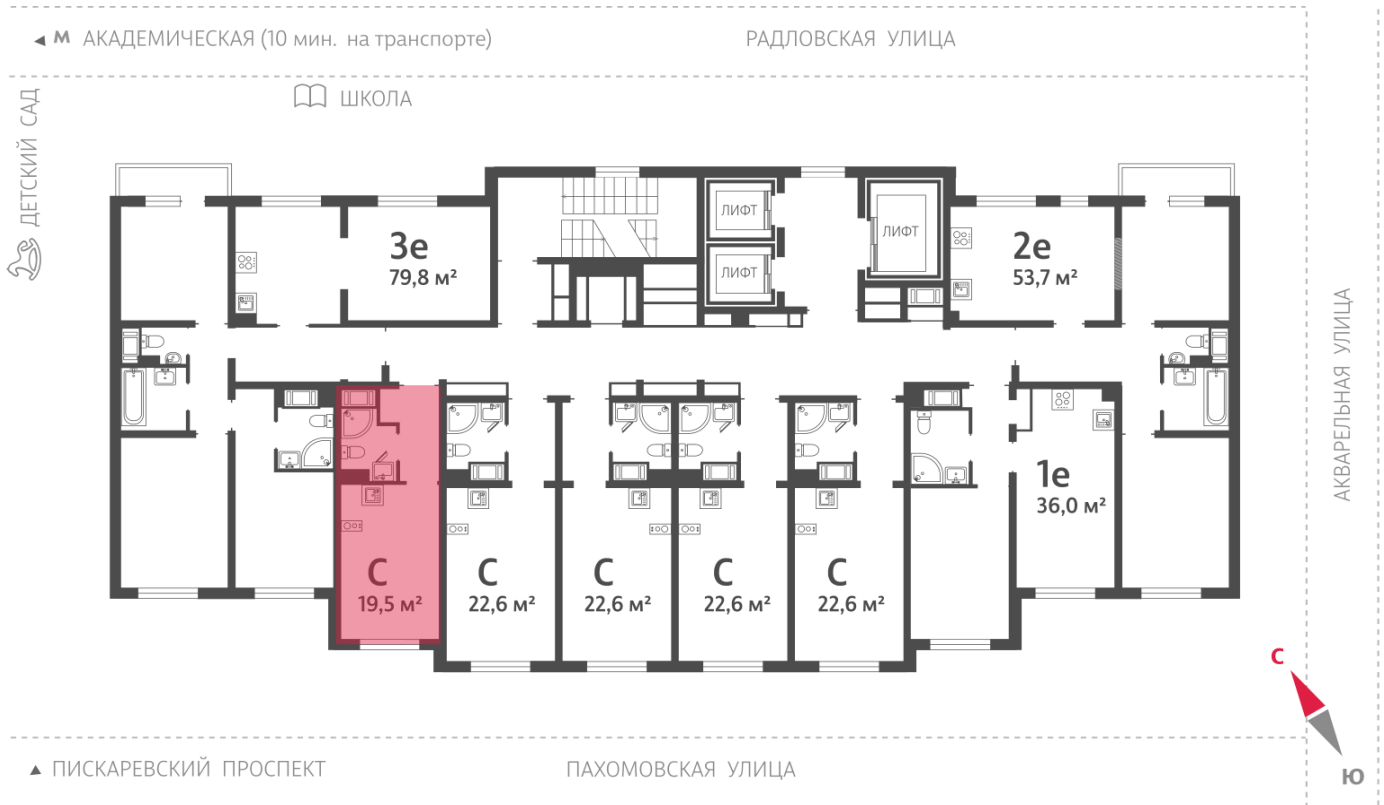 М АКАДЕМИЧЕСКАЯ (10 мин. на транспорте)
РАДЛОВСКАЯ УЛИЦА
ШКОЛА
ДЕТСКИЙ САД
ЛИФТ
ЛИФТ
ЛИФТ
3е
79,8 м²
2е
53,7 м²
АКВАРЕЛЬНАЯ УЛИЦА
1е
36,0 м²
С
19,5 м²
С
22,6 м²
С
22,6 м²
С
22,6 м²
С
22,6 м²
С
Ю
ПИСКАРЕВСКИЙ ПРОСПЕКТ
ПАХОМОВСКАЯ УЛИЦА